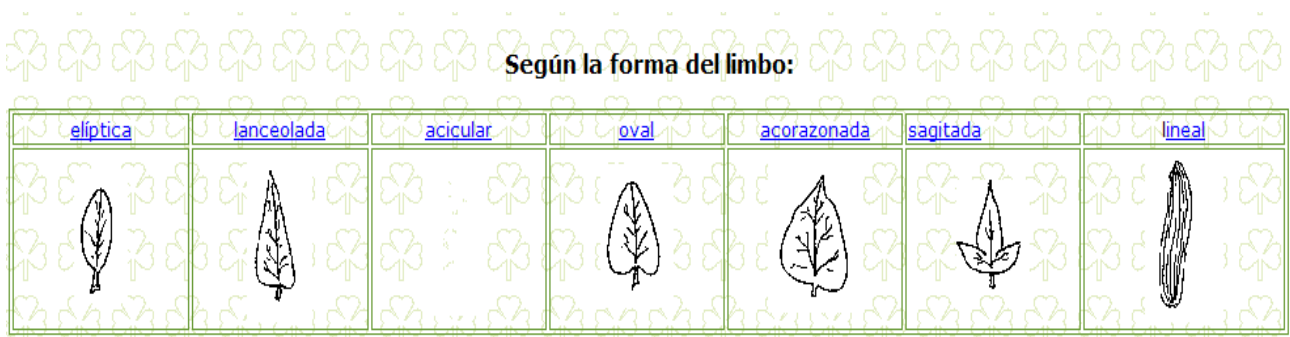 Según la forma del limbo:
elíptica lanceolada acicular oval acorazonada sagitada lineal